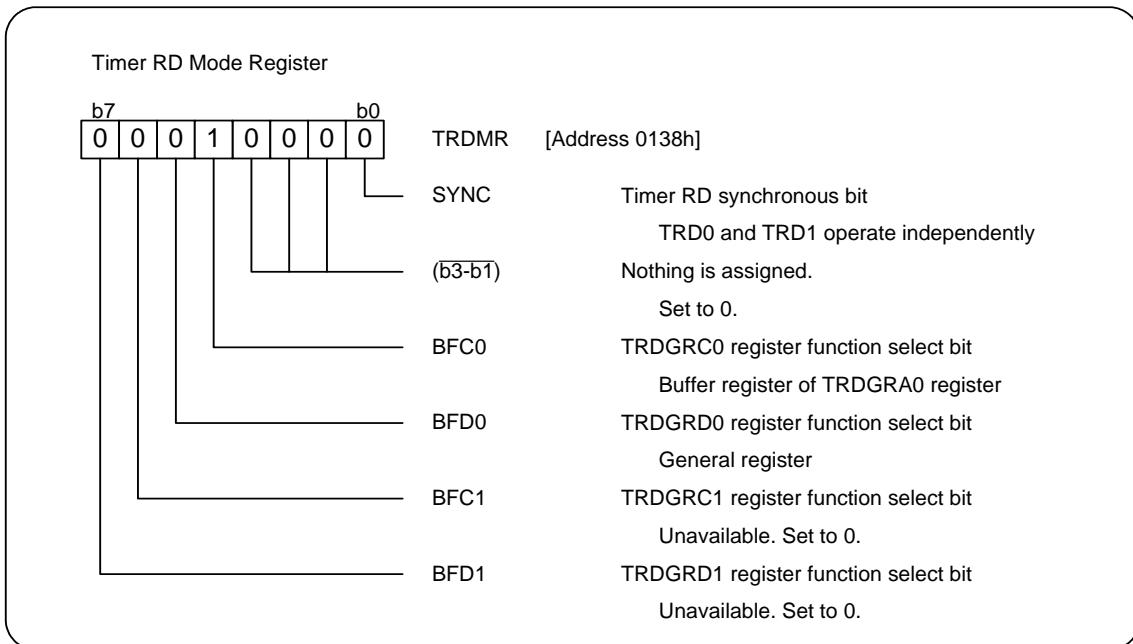 Timer RD Mode Register
b7 b0
0 0 0 1 0 0 0 0 TRDMR [Address 0138h]
SYNC Timer RD synchronous bit
TRD0 and TRD1 operate independently
(b3-b1) Nothing is assigned.
Set to 0.
BFC0 TRDGRC0 register function select bit
Buffer register of TRDGRA0 register
BFD0 TRDGRD0 register function select bit
General register
BFC1 TRDGRC1 register function select bit
Unavailable. Set to 0.
BFD1 TRDGRD1 register function select bit
Unavailable. Set to 0.